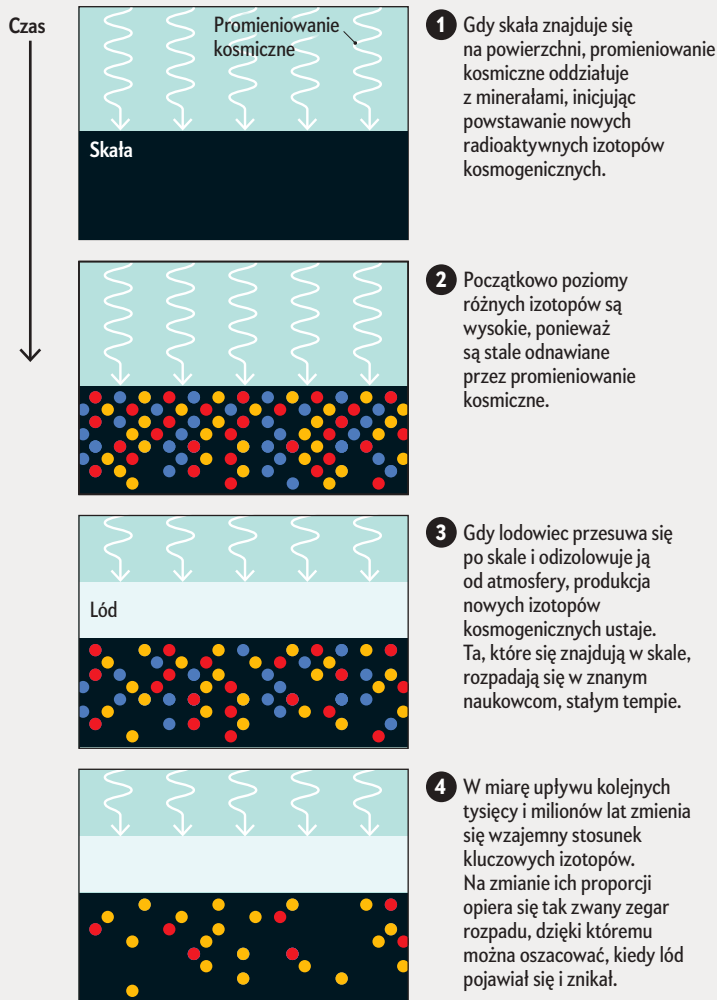 Czas
Promieniowanie
kosmiczne
Skała
1 Gdy skała znajduje się
na powierzchni, promieniowanie
kosmiczne oddziałuje
z minerałami, inicjując
powstawanie nowych
radioaktywnych izotopów
kosmogenicznych.
2 Początkowo poziomy
różnych izotopów są
wysokie, ponieważ
są stale odnawiane
przez promieniowanie
kosmiczne.
Lód
3 Gdy lodowiec przesuwa się
po skale i odizolowuje ją
od atmosfery, produkcja
nowych izotopów
kosmogenicznych ustaje.
Ta, które się znajdują w skale,
rozpadają się w znanym
naukowcom, stałym tempie.
4 W miarę upływu kolejnych
tysięcy i milionów lat zmienia
się wzajemny stosunek
kluczowych izotopów.
Na zmianie ich proporcji
opiera się tak zwany zegar
rozpadu, dzięki któremu
można oszacować, kiedy lód
pojawiał się i znikał.